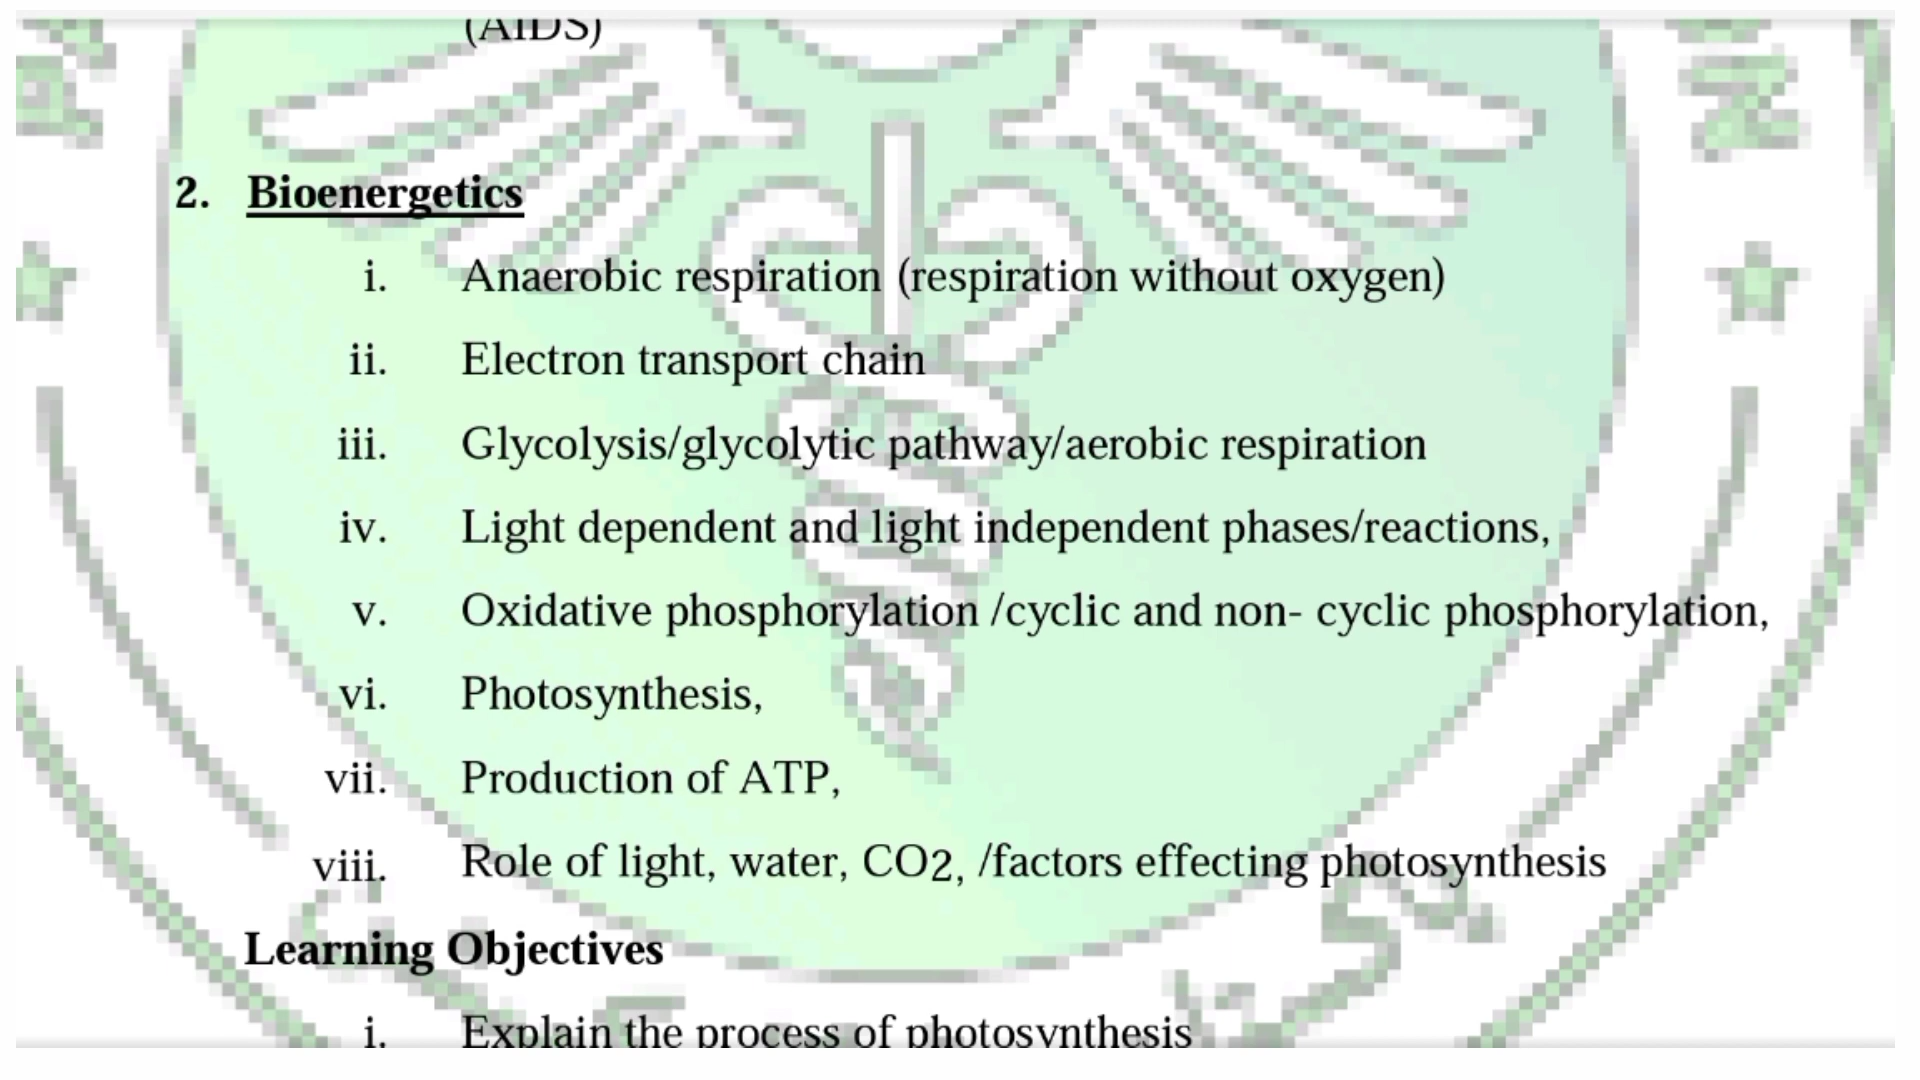 (AIDS)
2. Bioenergetics
i. Anaerobic respiration (respiration without oxygen)
ii. Electron transport chain
iii. Glycolysis/glycolytic pathway/aerobic respiration
iv. Light dependent and light independent phases/reactions,
v. Oxidative phosphorylation /cyclic and non- cyclic phosphorylation,
vi. Photosynthesis,
vii. Production of ATP,
viii. Role of light, water, CO2, /factors effecting photosynthesis
Learning Objectives
i. Explain the process of photosynthesis